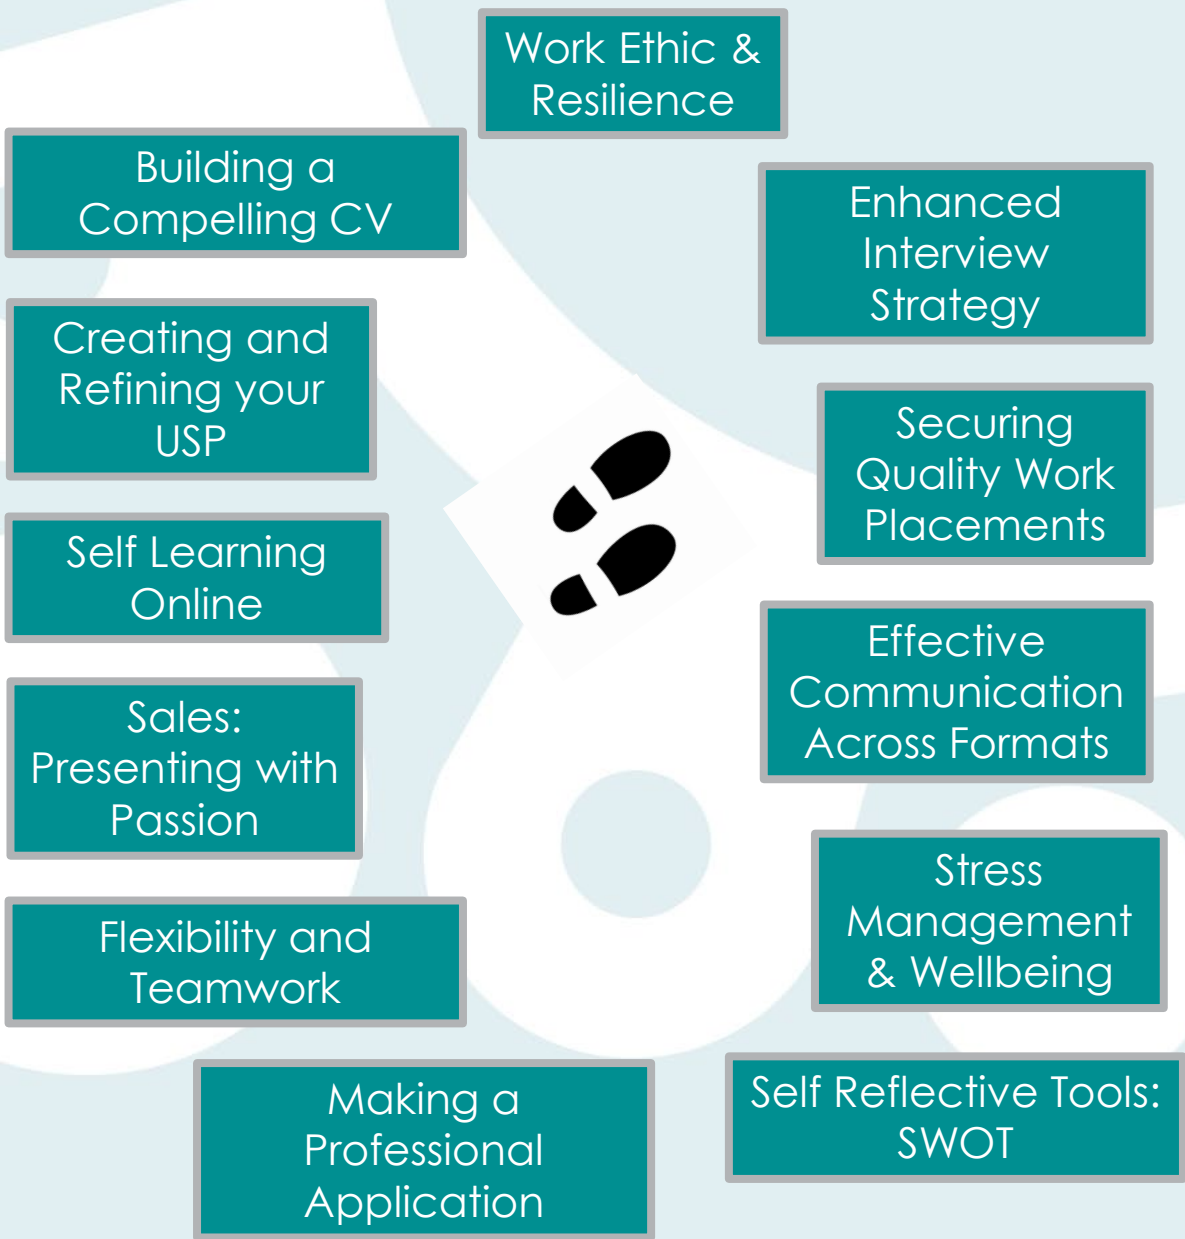 Work Ethic &
Resilience
Building a
Compelling CV
Enhanced
Interview
Strategy
Creating and
Refining your
USP
Securing
Quality Work
Placements
Self Learning
Online
Effective
Communication
Across Formats
Sales:
Presenting with
Passion
Stress
Management
& Wellbeing
Flexibility and
Teamwork
Self Reflective Tools:
SWOT
Making a
Professional
Application